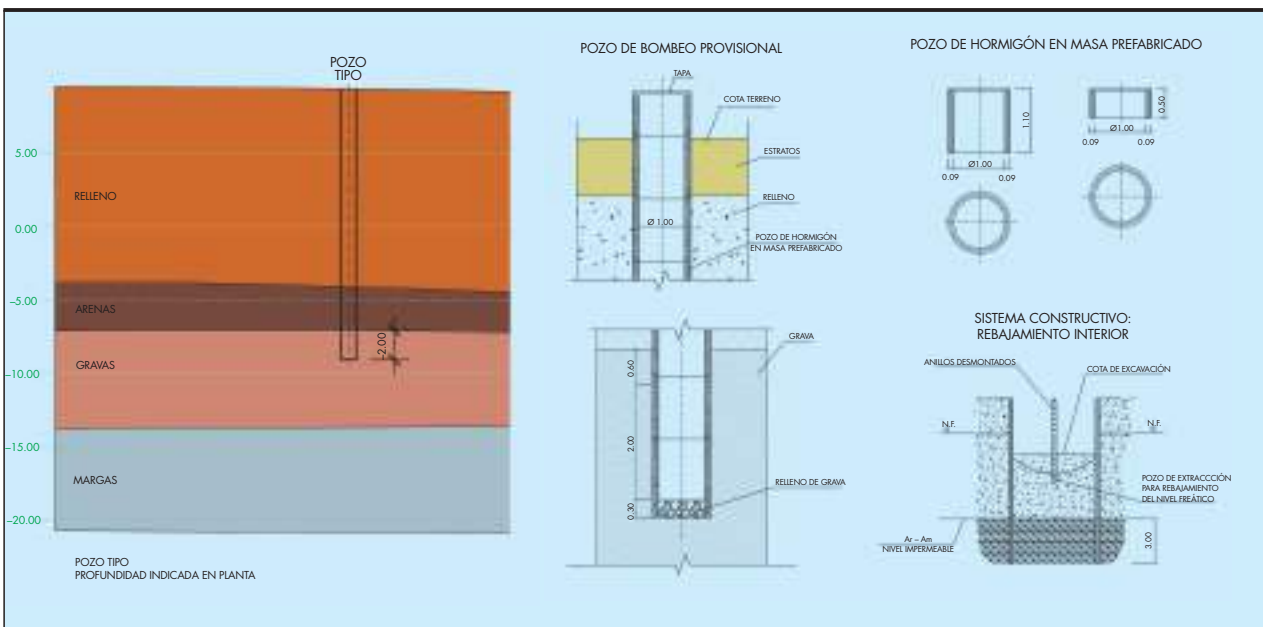 POZO
TIPO
5.00
RELLENO
0.00
-5.00
ARENAS
-2.00
GRAVAS
-10.00
-15.00
MARGAS
-20.00
POZO TIPO
PROFUNDIDAD INDICADA EN PLANTA
POZO DE BOMBEO PROVISIONAL
TAPA
COTA TERRENO
ESTRATOS
RELLENO
Ø 1.00
POZO DE HORMIGÓN
EN MASA PREFABRICADO
GRAVA
0.60
2.00
RELLENO DE GRAVA
0.30
POZO DE HORMIGÓN EN MASA PREFABRICADO
1.10
Ø1.00
0.09
0.09
0.50
Ø1.00
0.09
0.09
SISTEMA CONSTRUCTIVO:
REBAJAMIENTO INTERIOR
ANILLOS DESMONTADOS
COTA DE EXCAVACIÓN
N.F.
N.F.
POZO DE EXTRACCCIÓN
PARA REBAJAMIENTO
DEL NIVEL FREÁTICO
Ar – Am
NIVEL IMPERMEABLE
3.00